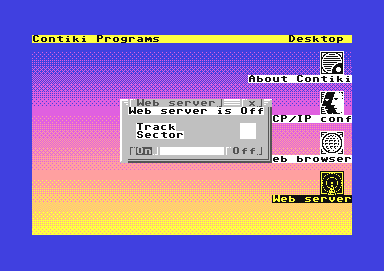 Contiki Programs Desktop
About Contiki
Web server x
Web server is Off
CP/IP conf
Track
Sector
On Off
eb browser
Web server